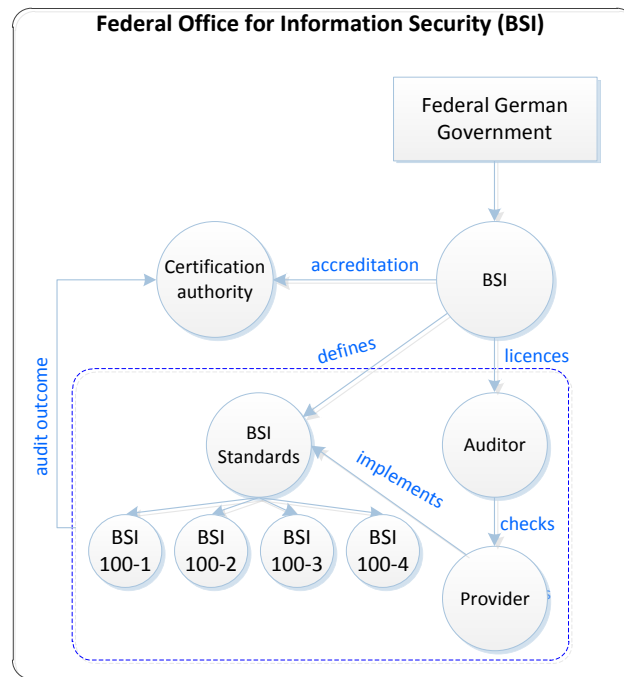 Federal Office for Information Security (BSI)
Federal German
Government
Certification
authority
accreditation
BSI
defines
licences
audit outcome
BSI
Standards
Auditor
implements
checks
BSI
100-1
BSI
100-2
BSI
100-3
BSI
100-4
Provider